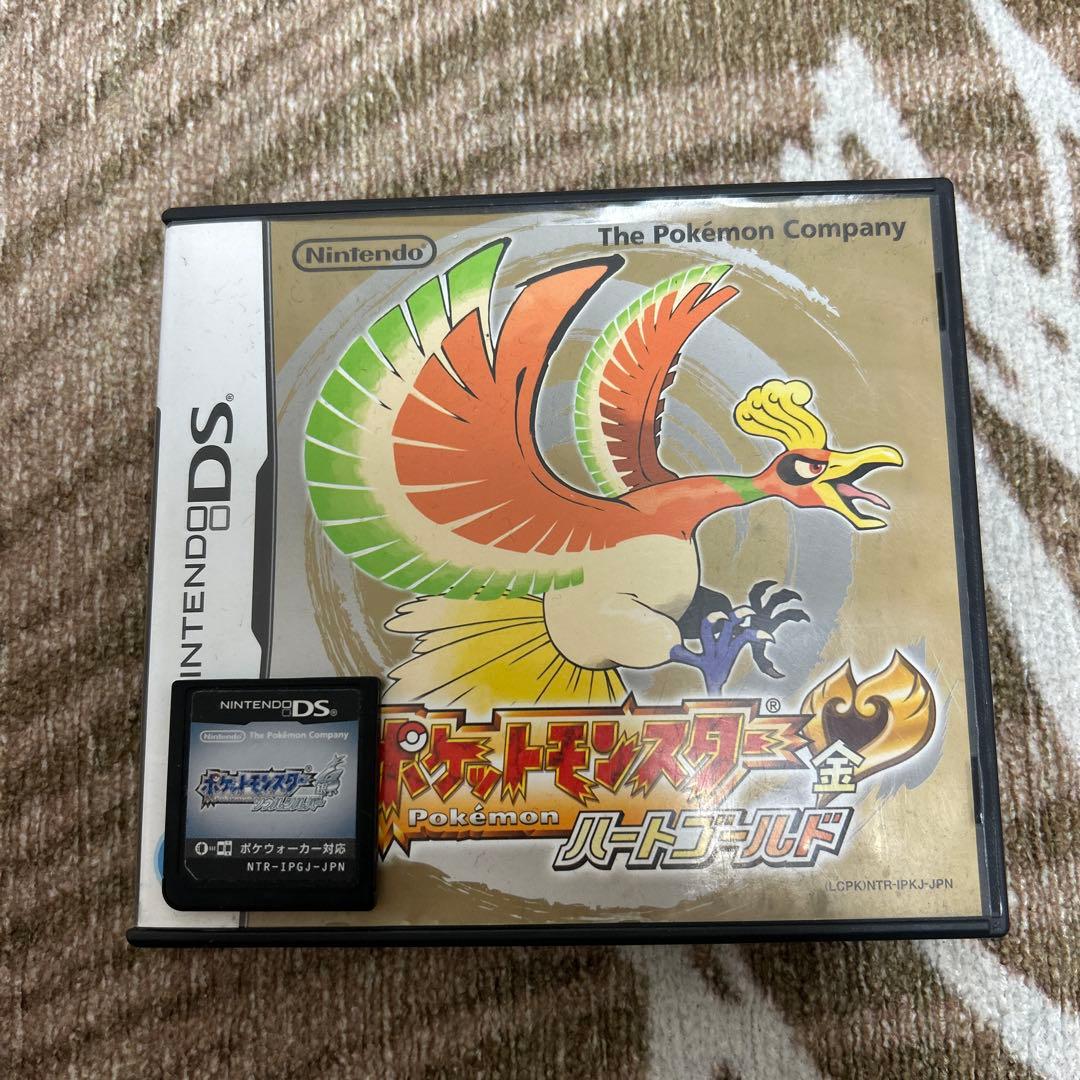 Nintendo
The Pokémon Company
NINTENDO DS®
ポケットモンスター®
金
Pokémon
ハートゴールド
(LCPK)NTR-IPKJ-JPN
NINTENDO DS®
Nintendo The Pokémon Company
ポケットモンスター®
銀
Pokémon
ソウルシルバー
ポケウォーカー対応
NTR-IPGJ-JPN